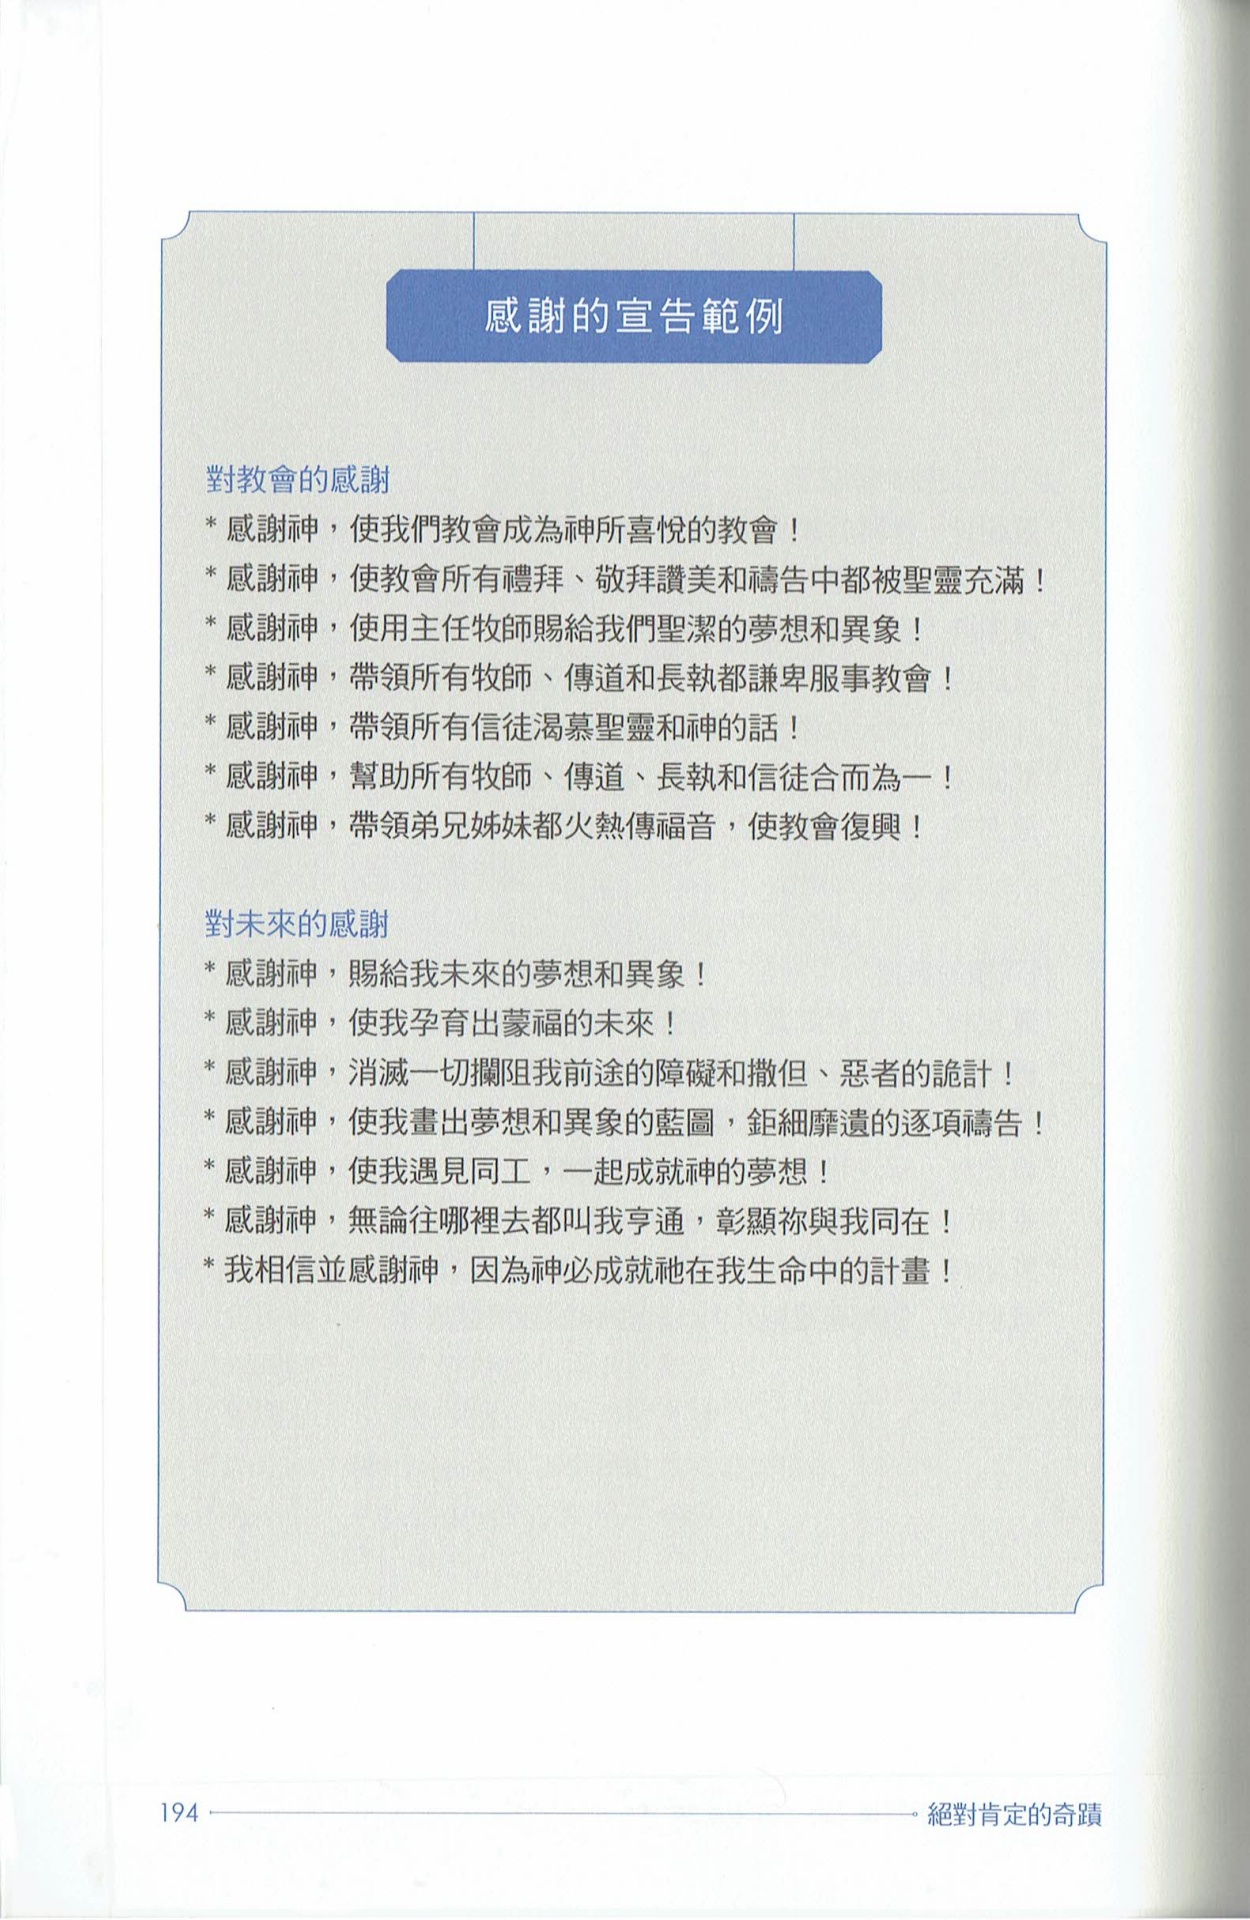 感謝的宣告範例
對教會的感謝
* 感謝神，使我們教會成為神所喜悅的教會！
* 感謝神，使教會所有禮拜、敬拜讚美和禱告中都被聖靈充滿！
* 感謝神，使用主任牧師賜給我們聖潔的夢想和異象！
* 感謝神，帶領所有牧師、傳道和長執都謙卑服事教會！
* 感謝神，帶領所有信徒渴慕聖靈和神的話！
* 感謝神，幫助所有牧師、傳道、長執和信徒合而為一！
* 感謝神，帶領弟兄姊妹都火熱傳福音，使教會復興！
對未來的感謝
* 感謝神，賜給我未來的夢想和異象！
* 感謝神，使我孕育出蒙福的未來！
* 感謝神，消滅一切攔阻我前途的障礙和撒但、惡者的詭計！
* 感謝神，使我畫出夢想和異象的藍圖，鉅細靡遺的逐項禱告！
* 感謝神，使我遇見同工，一起成就神的夢想！
* 感謝神，無論往哪裡去都叫我亨通，彰顯祢與我同在！
* 我相信並感謝神，因為神必成就祂在我生命中的計畫！
194 絕對肯定的奇蹟